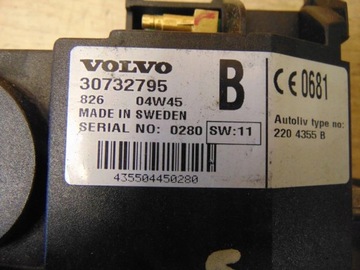 VOLVO
30732795
826 04W45
MADE IN SWEDEN
SERIAL NO: 0280 SW:11
435504450280
B
CE 0681
Autoliv type no:
220 4355 B